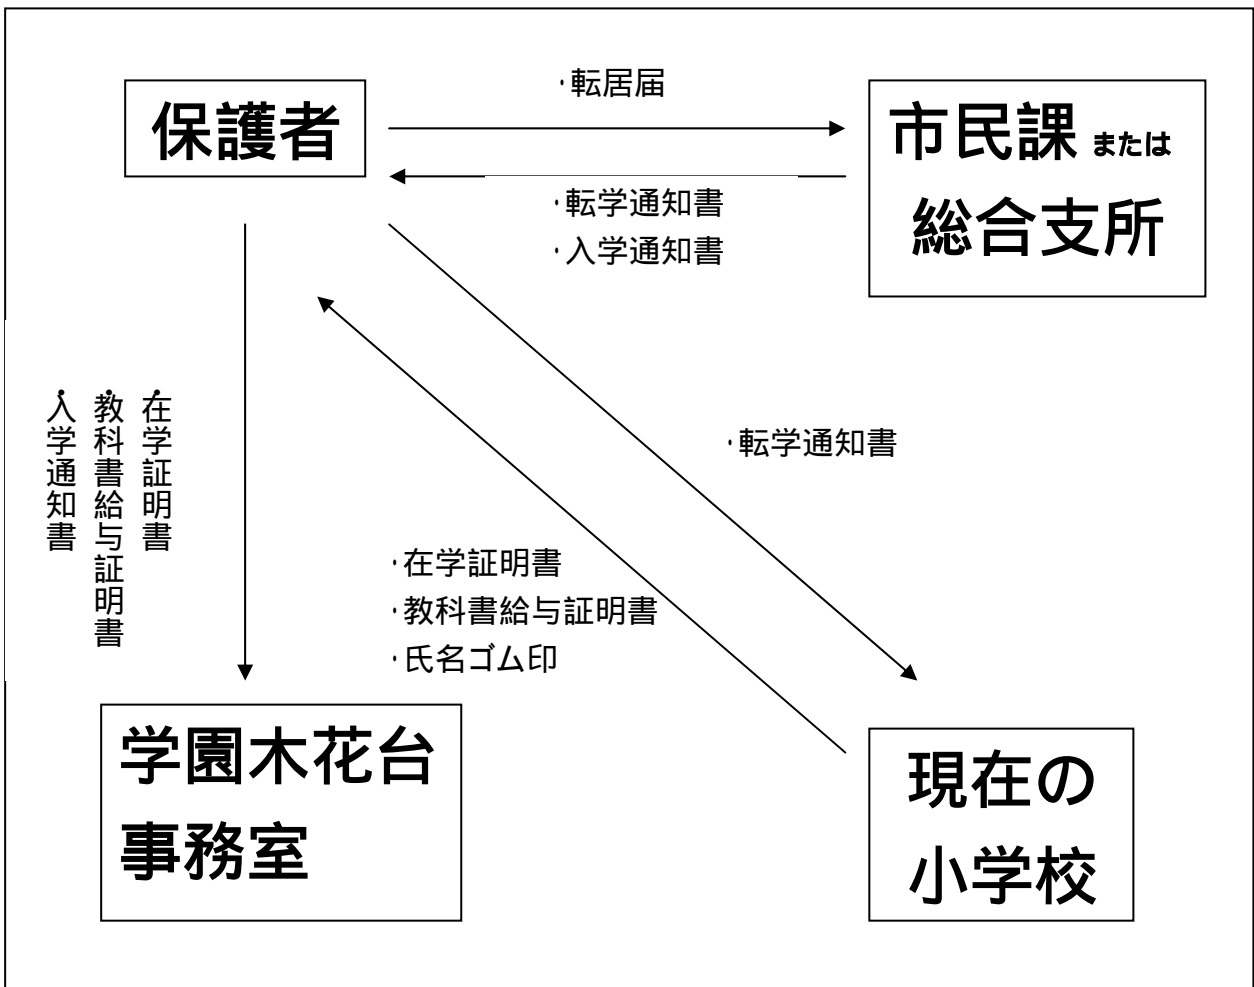 ・転居届
保護者
市民課 または
総合支所
・転学通知書
・入学通知書
・在学証明書
・教科書給与証明書
・入学通知書
・転学通知書
・在学証明書
・教科書給与証明書
・氏名ゴム印
学園木花台
事務室
現在の
小学校